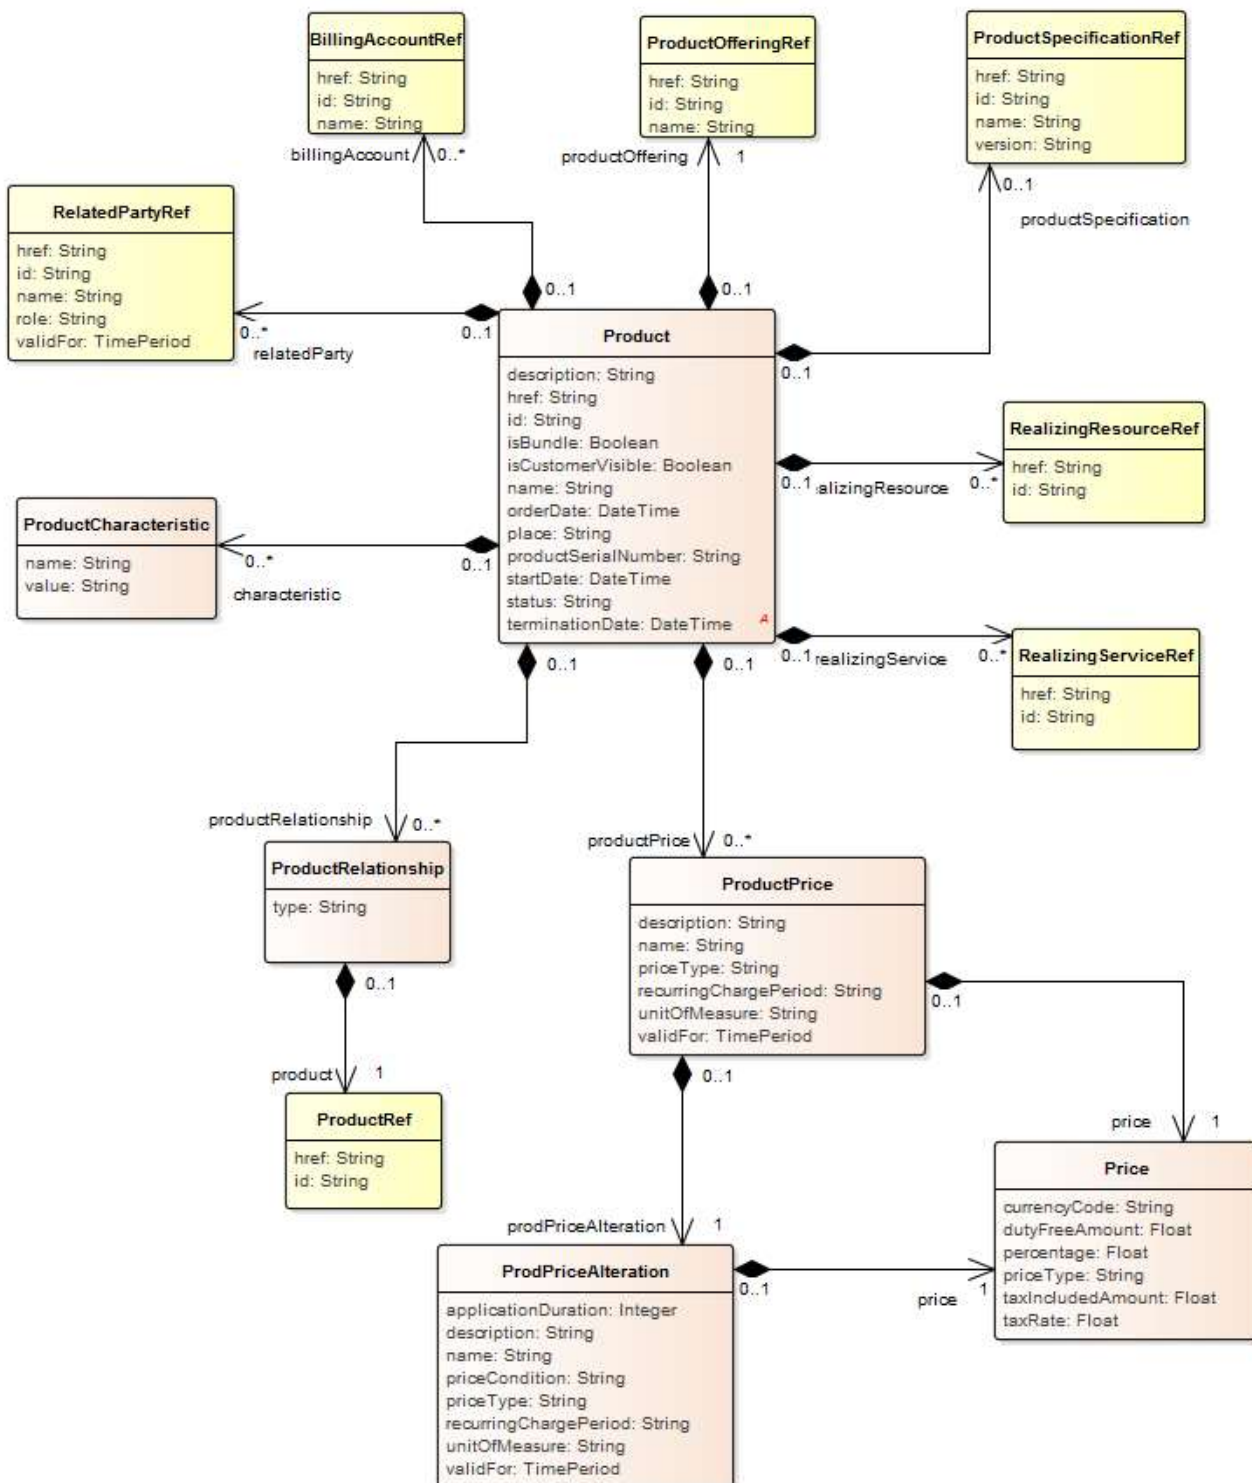 BillingAccountRef
href: String
id: String
name: String
billingAccount
0..*
ProductOfferingRef
href: String
id: String
name: String
productOffering
1
ProductSpecificationRef
href: String
id: String
name: String
version: String
0..1
productSpecification
RelatedPartyRef
href: String
id: String
name: String
role: String
validFor: TimePeriod
0..*
relatedParty
0..1
0..1
0..1
Product
description: String
href: String
id: String
isBundle: Boolean
isCustomerVisible: Boolean
name: String
orderDate: DateTime
place: String
productSerialNumber: String
startDate: DateTime
status: String
terminationDate: DateTime
A
0..1
RealizingResourceRef
href: String
id: String
0..1
alizingResource
0..*
ProductCharacteristic
name: String
value: String
0..*
characteristic
0..1
RealizingServiceRef
href: String
id: String
0..1
realizingService
0..*
0..1
0..1
productRelationship
0..*
ProductRelationship
type: String
0..1
product
1
ProductRef
href: String
id: String
productPrice
0..*
ProductPrice
description: String
name: String
priceType: String
recurringChargePeriod: String
unitOfMeasure: String
validFor: TimePeriod
0..1
0..1
price
1
Price
currencyCode: String
dutyFreeAmount: Float
percentage: Float
priceType: String
taxIncludedAmount: Float
taxRate: Float
prodPriceAlteration
1
ProdPriceAlteration
applicationDuration: Integer
description: String
name: String
priceCondition: String
priceType: String
recurringChargePeriod: String
unitOfMeasure: String
validFor: TimePeriod
0..1
price
1